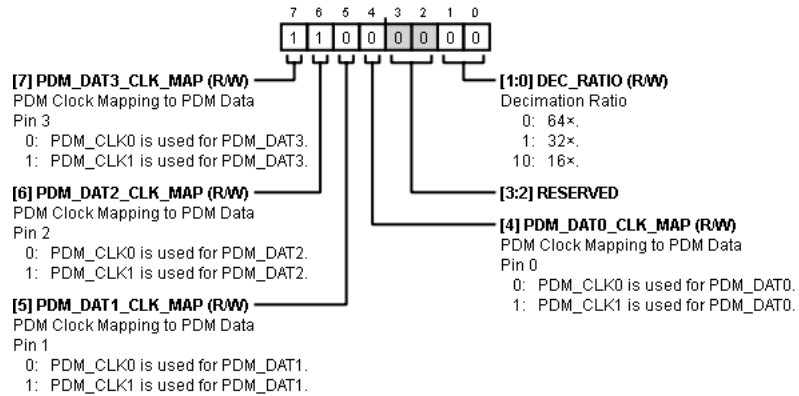 7 6 5 4 3 2 1 0
1 1 0 0 0 0 0 0
[7] PDM_DAT3_CLK_MAP (R/W)
PDM Clock Mapping to PDM Data
Pin 3
0: PDM_CLK0 is used for PDM_DAT3.
1: PDM_CLK1 is used for PDM_DAT3.
[6] PDM_DAT2_CLK_MAP (R/W)
PDM Clock Mapping to PDM Data
Pin 2
0: PDM_CLK0 is used for PDM_DAT2.
1: PDM_CLK1 is used for PDM_DAT2.
[5] PDM_DAT1_CLK_MAP (R/W)
PDM Clock Mapping to PDM Data
Pin 1
0: PDM_CLK0 is used for PDM_DAT1.
1: PDM_CLK1 is used for PDM_DAT1.
[1:0] DEC_RATIO (R/W)
Decimation Ratio
0: 64×.
1: 32×.
10: 16×.
[3:2] RESERVED
[4] PDM_DAT0_CLK_MAP (R/W)
PDM Clock Mapping to PDM Data
Pin 0
0: PDM_CLK0 is used for PDM_DAT0.
1: PDM_CLK1 is used for PDM_DAT0.